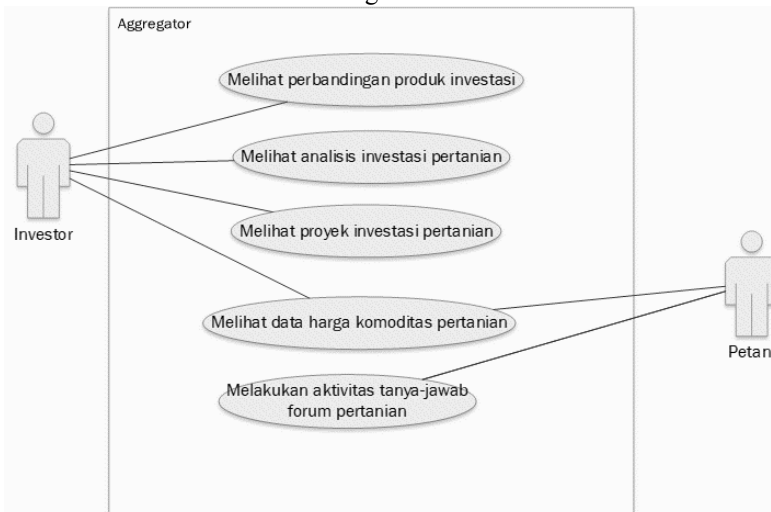 Aggregator
Melihat perbandingan produk investasi
Melihat analisis investasi pertanian
Investor
Melihat proyek investasi pertanian
Melihat data harga komoditas pertanian
Petan
Melakukan aktivitas tanya-jawab
forum pertanian